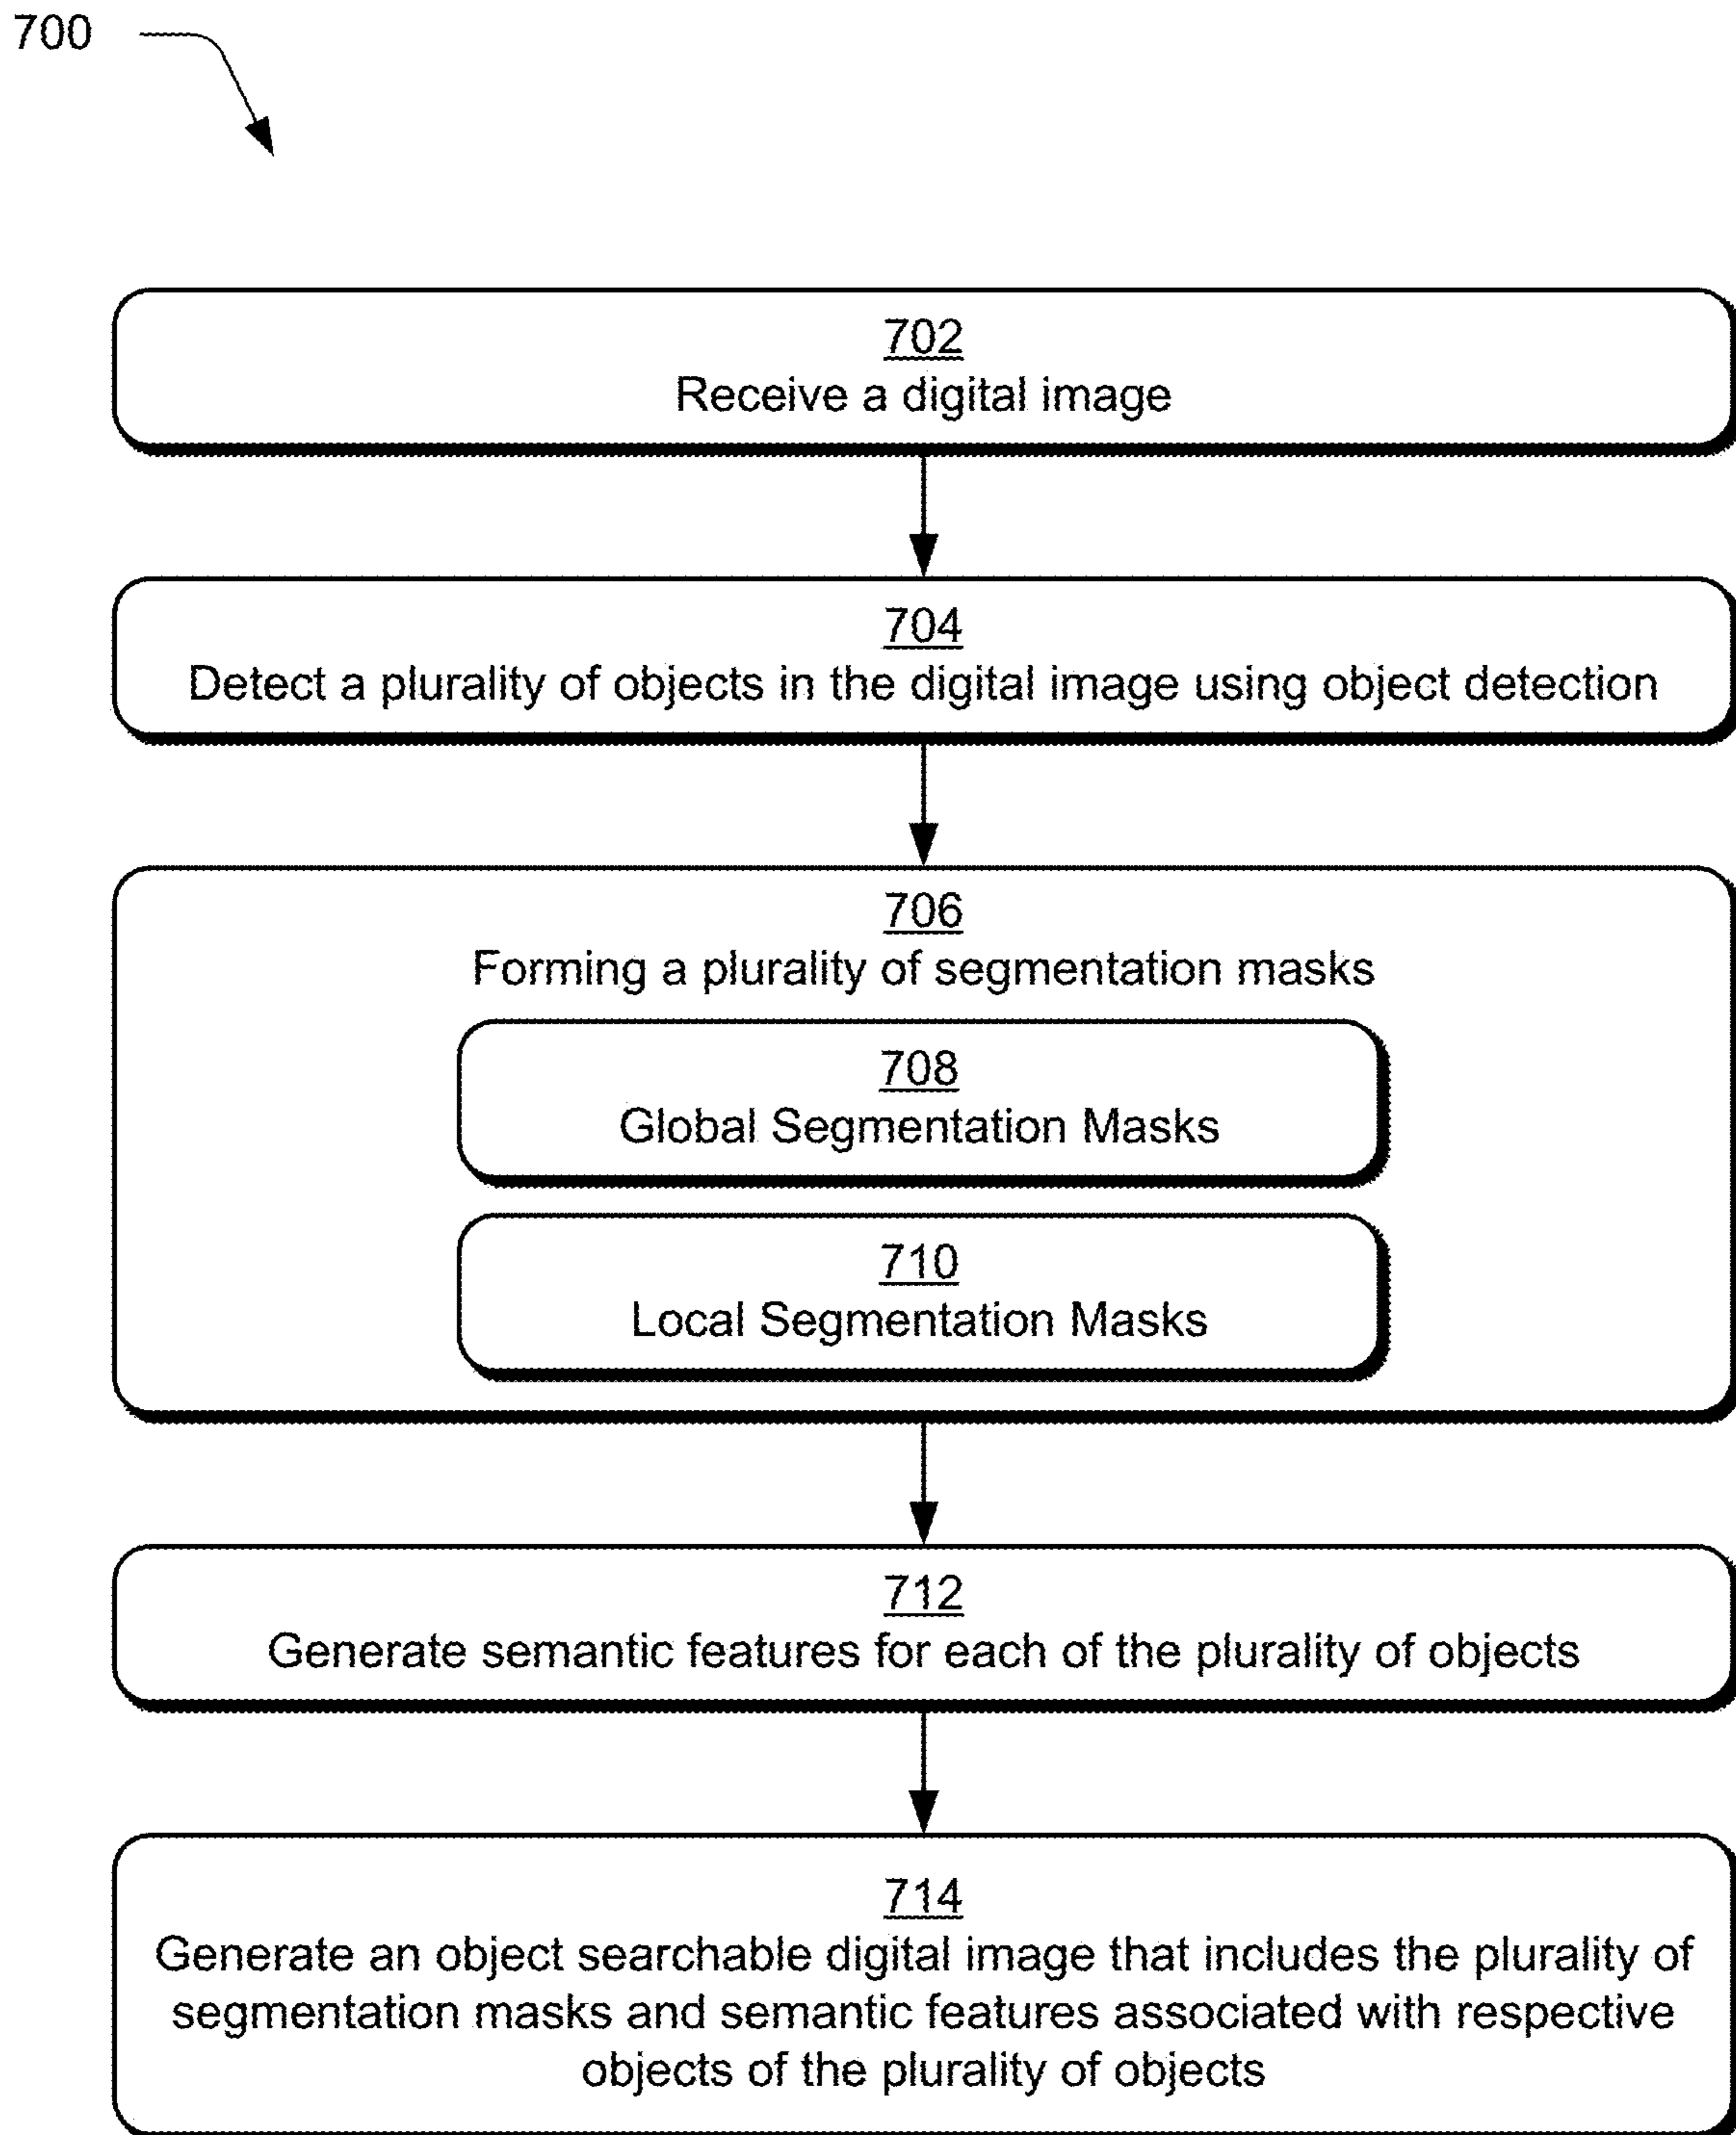 700
702
Receive a digital image
704
Detect a plurality of objects in the digital image using object detection
706
Forming a plurality of segmentation masks
708
Global Segmentation Masks
710
Local Segmentation Masks
712
Generate semantic features for each of the plurality of objects
714
Generate an object searchable digital image that includes the plurality of
segmentation masks and semantic features associated with respective
objects of the plurality of objects